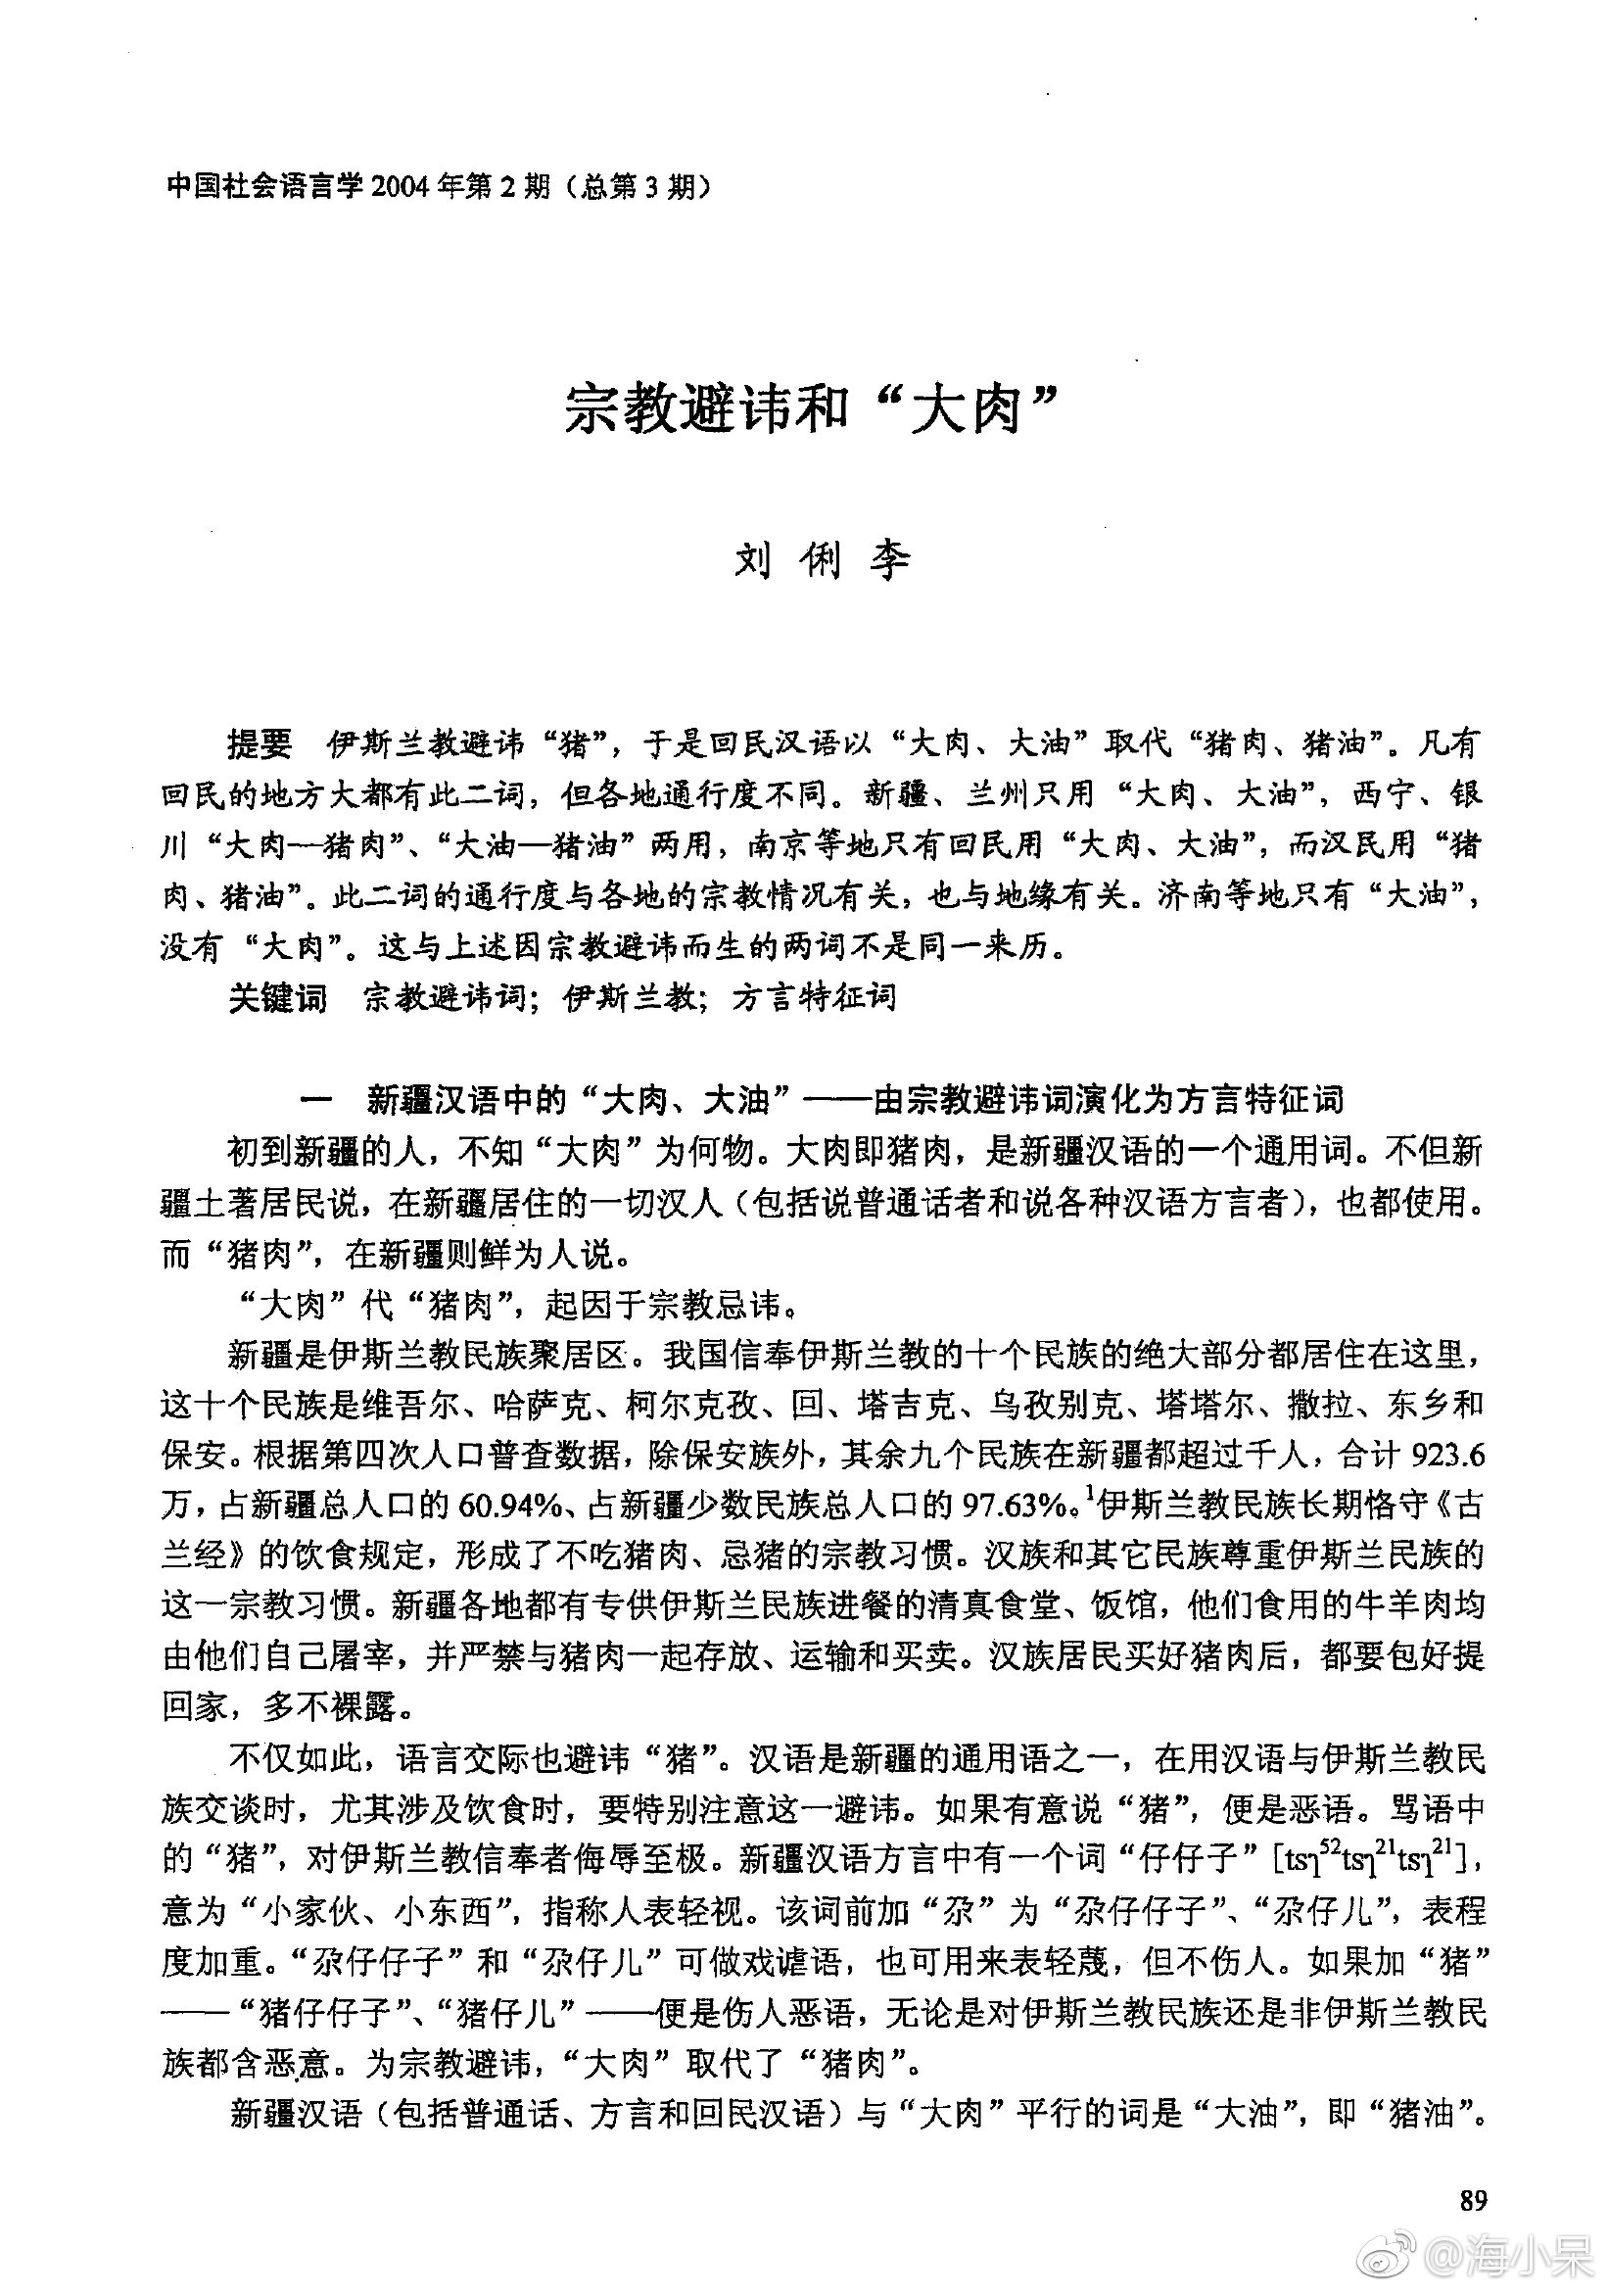 中国社会语言学 2004 年第 2 期（总第 3 期）
宗教避讳和“大肉”
刘 俐 李
提要 伊斯兰教避讳“猪”，于是回民汉语以“大肉、大油”取代“猪肉、猪油”。凡有
回民的地方大都有此二词，但各地通行度不同。新疆、兰州只用“大肉、大油”，西宁、银
川“大肉—猪肉”、“大油—猪油”两用，南京等地只有回民用“大肉、大油”，而汉民用“猪
肉、猪油”。此二词的通行度与各地的宗教情况有关，也与地缘有关。济南等地只有“大油”，
没有“大肉”。这与上述因宗教避讳而生的两词不是同一来历。
关键词 宗教避讳词；伊斯兰教；方言特征词
一 新疆汉语中的“大肉、大油”——由宗教避讳词演化为方言特征词
初到新疆的人，不知“大肉”为何物。大肉即猪肉，是新疆汉语的一个通用词。不但新
疆土著居民说，在新疆居住的一切汉人（包括说普通话者和说各种汉语方言者），也都使用。
而“猪肉”，在新疆则鲜为人说。
“大肉”代“猪肉”，起因于宗教忌讳。
新疆是伊斯兰教民族聚居区。我国信奉伊斯兰教的十个民族的绝大部分都居住在这里，
这十个民族是维吾尔、哈萨克、柯尔克孜、回、塔吉克、乌孜别克、塔塔尔、撒拉、东乡和
保安。根据第四次人口普查数据，除保安族外，其余九个民族在新疆都超过千人，合计 923.6
万，占新疆总人口的 60.94%、占新疆少数民族总人口的 97.63%。¹伊斯兰教民族长期恪守《古
兰经》的饮食规定，形成了不吃猪肉、忌猪的宗教习惯。汉族和其它民族尊重伊斯兰民族的
这一宗教习惯。新疆各地都有专供伊斯兰民族进餐的清真食堂、饭馆，他们食用的牛羊肉均
由他们自己屠宰，并严禁与猪肉一起存放、运输和买卖。汉族居民买好猪肉后，都要包好提
回家，多不裸露。
不仅如此，语言交际也避讳“猪”。汉语是新疆的通用语之一，在用汉语与伊斯兰教民
族交谈时，尤其涉及饮食时，要特别注意这一避讳。如果有意说“猪”，便是恶语。骂语中
的“猪”，对伊斯兰教信奉者侮辱至极。新疆汉语方言中有一个词“仔仔子”[tsɿ⁵²tsɿ²¹tsɿ²¹]，
意为“小家伙、小东西”，指称人表轻视。该词前加“尕”为“尕仔仔子”、“尕仔儿”，表程
度加重。“尕仔仔子”和“尕仔儿”可做戏谑语，也可用来表轻蔑，但不伤人。如果加“猪”
——“猪仔仔子”、“猪仔儿”——便是伤人恶语，无论是对伊斯兰教民族还是非伊斯兰教民
族都含恶意。为宗教避讳，“大肉”取代了“猪肉”。
新疆汉语（包括普通话、方言和回民汉语）与“大肉”平行的词是“大油”，即“猪油”。
89
@海小呆